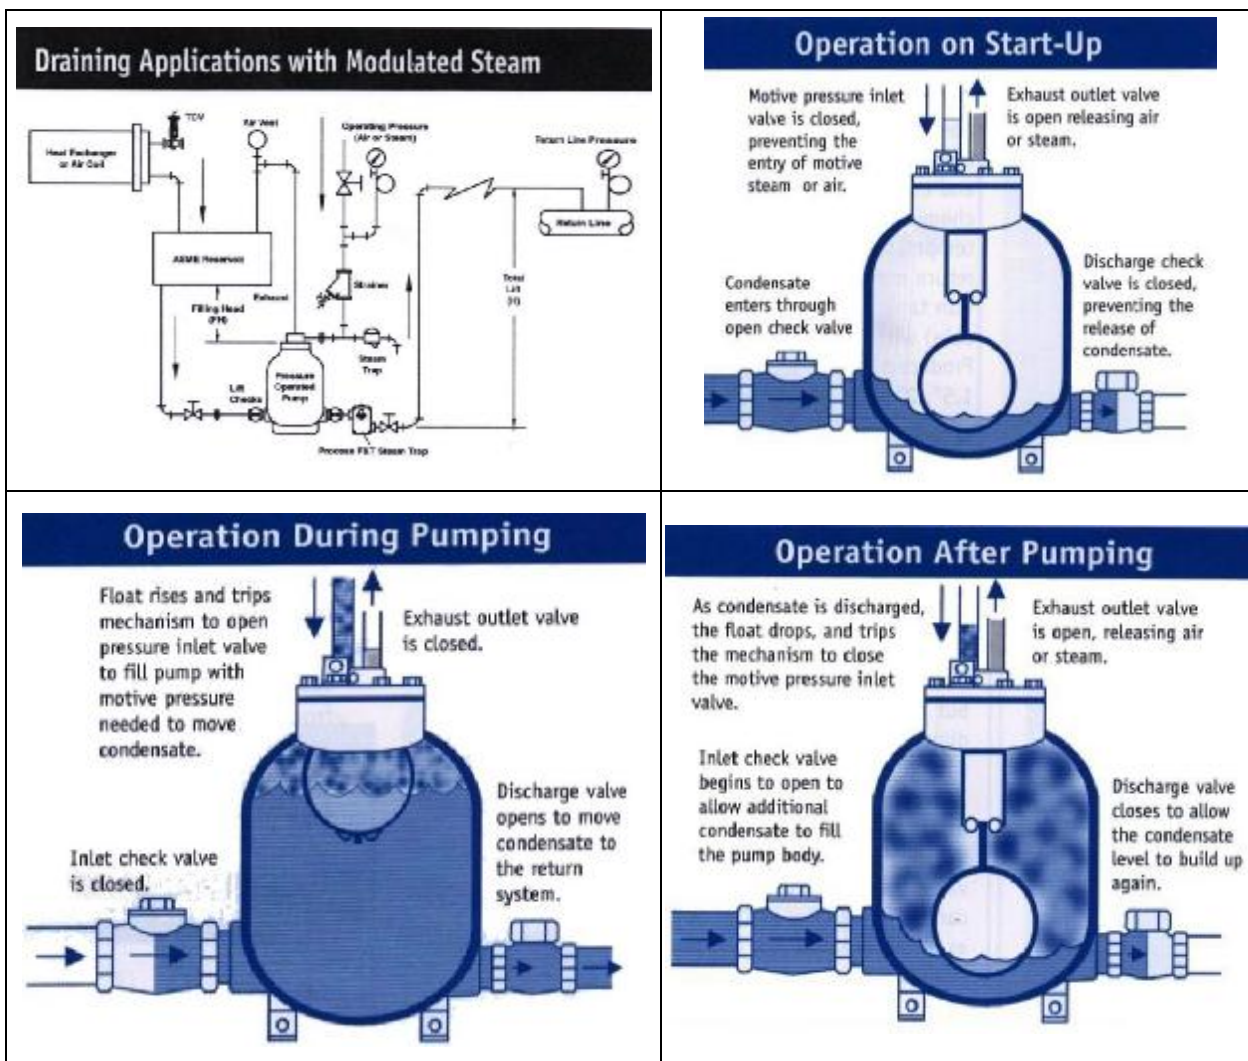 Draining Applications with Modulated Steam
TCV
Air Vent
Heat Exchanger
or Air Coil
Operating Pressure
(Air or Steam)
Return Line Pressure
Return Line
ASME Reservoir
Exhaust
Strainer
Total
Lift
(H)
Filling Head
(FH)
Steam
Trap
Lift
Checks
Pressure
Operated
Pump
Process F&T Steam Trap
Operation on Start-Up
Motive pressure inlet
valve is closed,
preventing the
entry of motive
steam or air.
Exhaust outlet valve
is open releasing air
or steam.
Condensate
enters through
open check valve
Discharge check
valve is closed,
preventing the
release of
condensate.
Operation During Pumping
Float rises and trips
mechanism to open
pressure inlet valve
to fill pump with
motive pressure
needed to move
condensate.
Exhaust outlet valve
is closed.
Inlet check valve
is closed.
Discharge valve
opens to move
condensate to
the return
system.
Operation After Pumping
As condensate is discharged,
the float drops, and trips
the mechanism to close
the motive pressure inlet
valve.
Exhaust outlet valve
is open, releasing air
or steam.
Inlet check valve
begins to open to
allow additional
condensate to fill
the pump body.
Discharge valve
closes to allow
the condensate
level to build up
again.